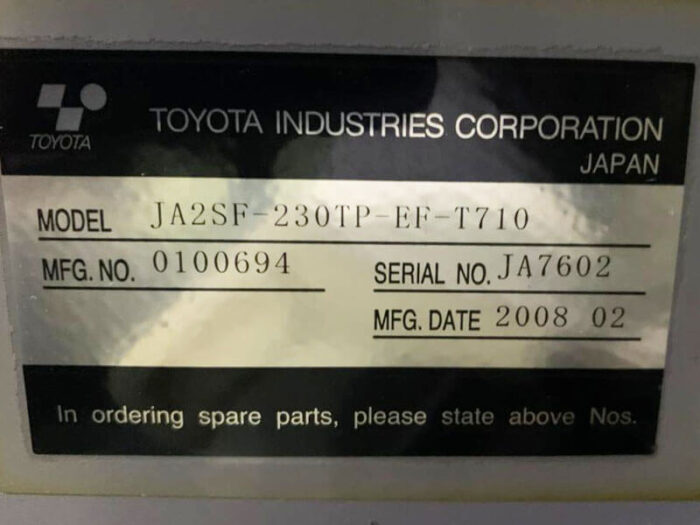 TOYOTA
TOYOTA INDUSTRIES CORPORATION
JAPAN
MODEL JA2SF-230TP-EF-T710
MFG. NO. 0100694
SERIAL NO. JA7602
MFG. DATE 2008 02
In ordering spare parts, please state above Nos.